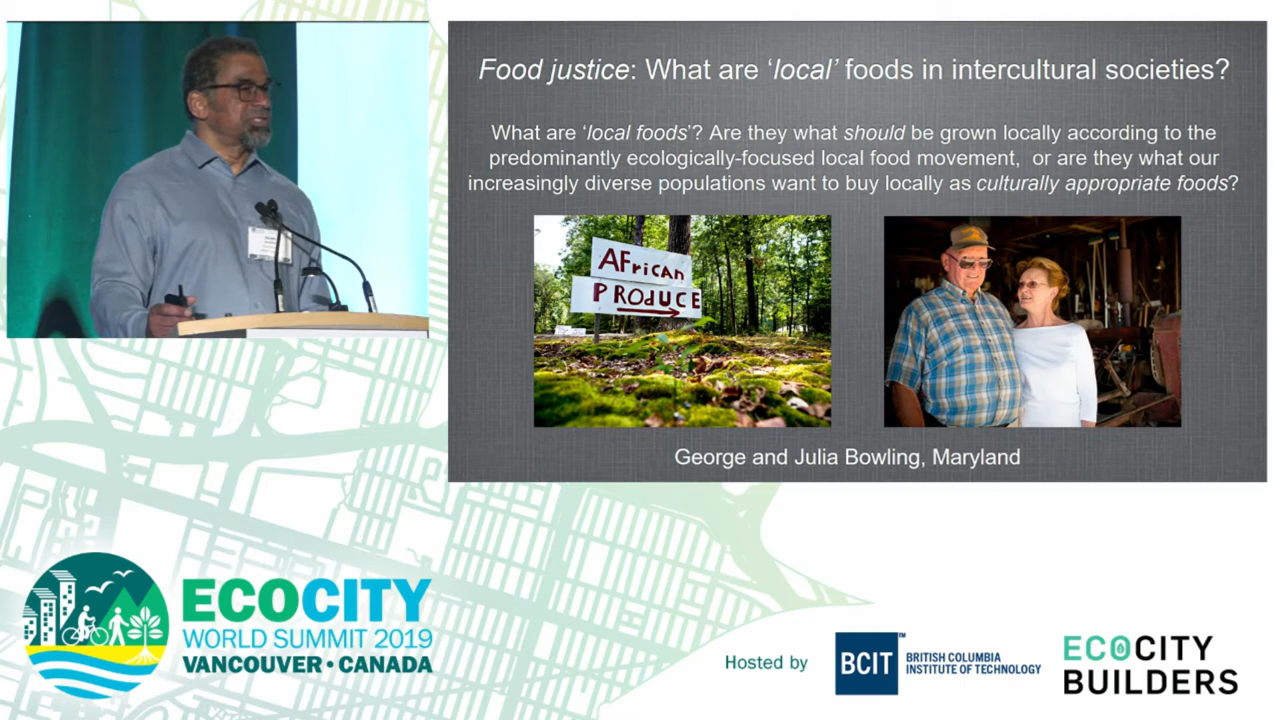 Food justice: What are ‘local’ foods in intercultural societies?
What are ‘local foods’? Are they what should be grown locally according to the
predominantly ecologically-focused local food movement, or are they what our
increasingly diverse populations want to buy locally as culturally appropriate foods?
AFrican
PRODUCE
George and Julia Bowling, Maryland
ECOCITY
WORLD SUMMIT 2019
VANCOUVER • CANADA
Hosted by
BCIT™
BRITISH COLUMBIA
INSTITUTE OF TECHNOLOGY
ECOCITY
BUILDERS